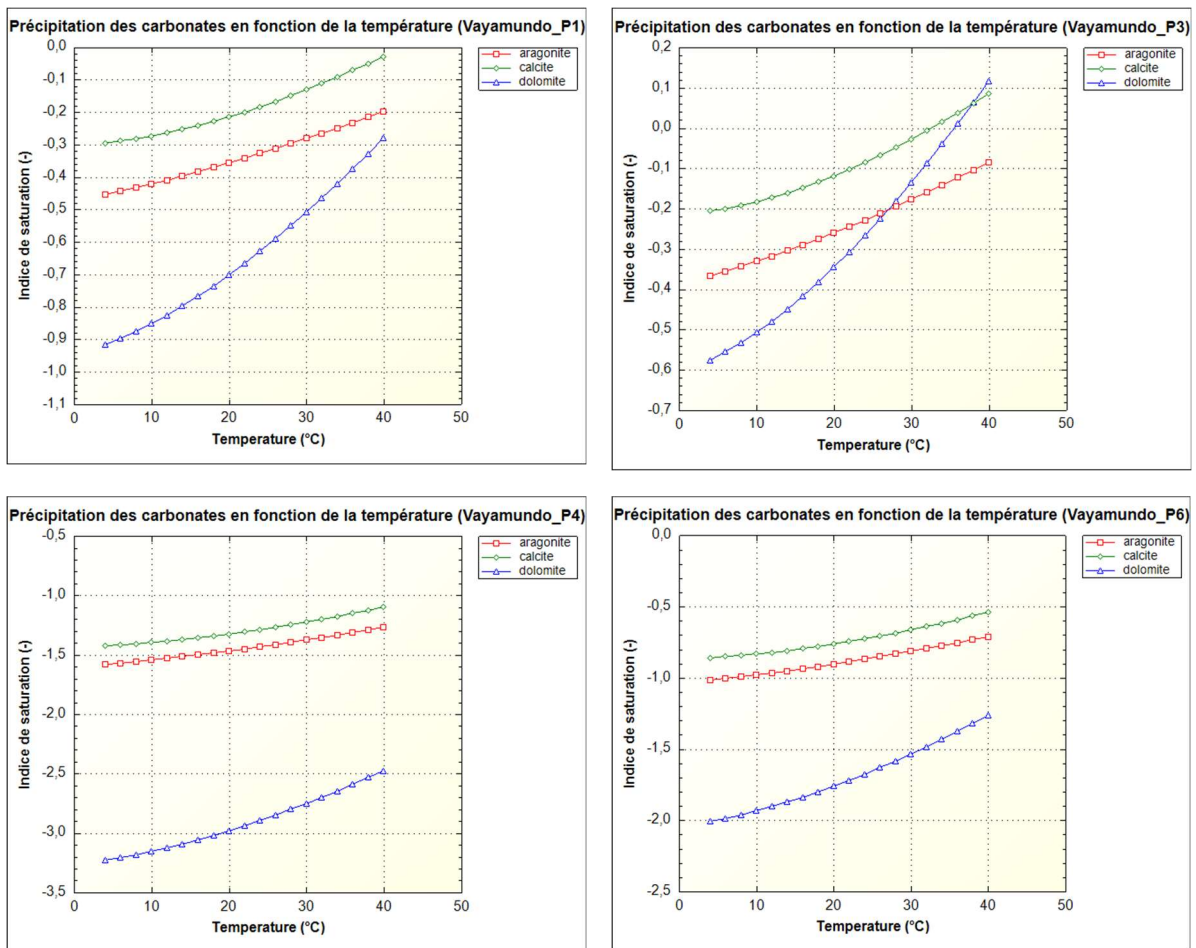 Précipitation des carbonates en fonction de la température (Vayamundo_P1)
aragonite
calcite
dolomite
0,0
-0,1
-0,2
-0,3
-0,4
-0,5
-0,6
-0,7
-0,8
-0,9
-1,0
-1,1
Indice de saturation (-)
0 10 20 30 40 50
Temperature (°C)
Précipitation des carbonates en fonction de la température (Vayamundo_P3)
aragonite
calcite
dolomite
0,2
0,1
0,0
-0,1
-0,2
-0,3
-0,4
-0,5
-0,6
-0,7
Indice de saturation (-)
0 10 20 30 40 50
Temperature (°C)
Précipitation des carbonates en fonction de la température (Vayamundo_P4)
aragonite
calcite
dolomite
-0,5
-1,0
-1,5
-2,0
-2,5
-3,0
-3,5
Indice de saturation (-)
0 10 20 30 40 50
Temperature (°C)
Précipitation des carbonates en fonction de la température (Vayamundo_P6)
aragonite
calcite
dolomite
0,0
-0,5
-1,0
-1,5
-2,0
-2,5
Indice de saturation (-)
0 10 20 30 40 50
Temperature (°C)